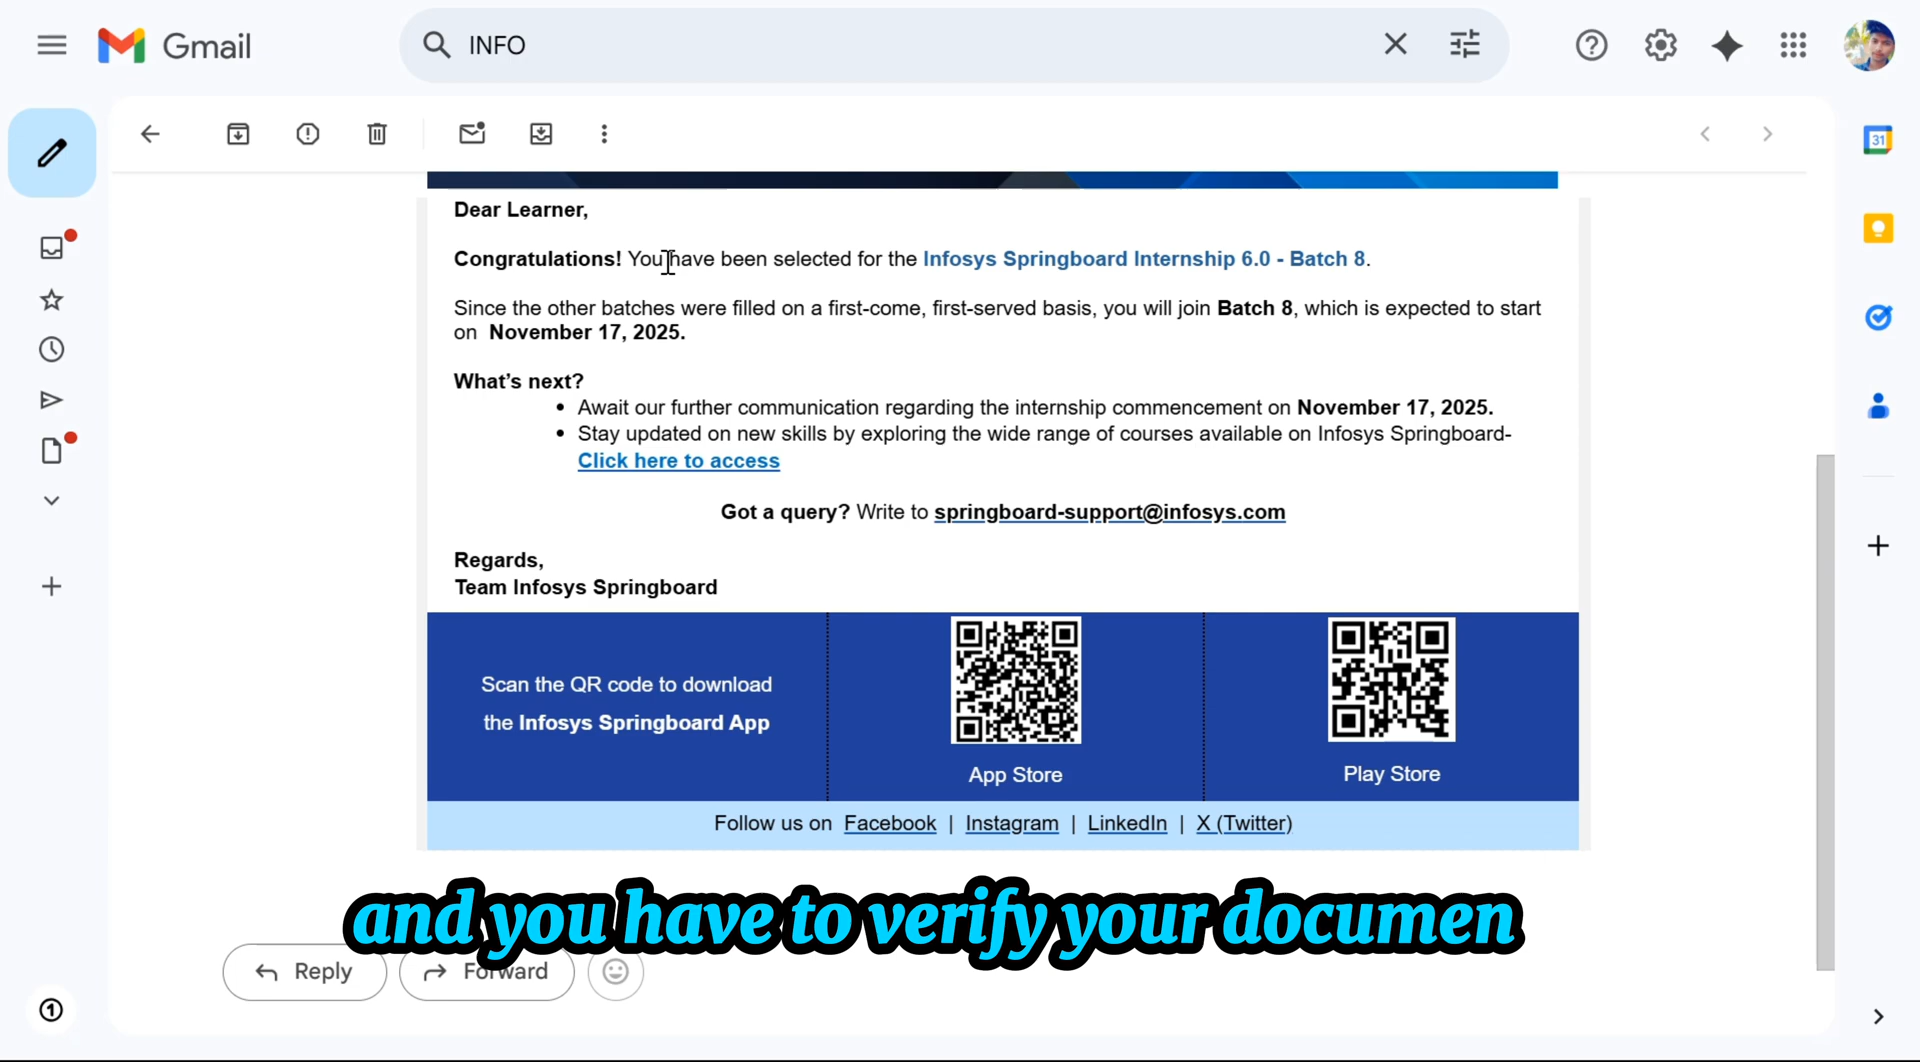 Gmail
INFO
31
Dear Learner,
Congratulations! You have been selected for the Infosys Springboard Internship 6.0 - Batch 8.
Since the other batches were filled on a first-come, first-served basis, you will join Batch 8, which is expected to start
on November 17, 2025.
What's next?
• Await our further communication regarding the internship commencement on November 17, 2025.
• Stay updated on new skills by exploring the wide range of courses available on Infosys Springboard-
Click here to access
Got a query? Write to springboard-support@infosys.com
Regards,
Team Infosys Springboard
Scan the QR code to download
the Infosys Springboard App
App Store
Play Store
Follow us on Facebook | Instagram | LinkedIn | X (Twitter)
and you have to verify your documen
Reply
Forward
1